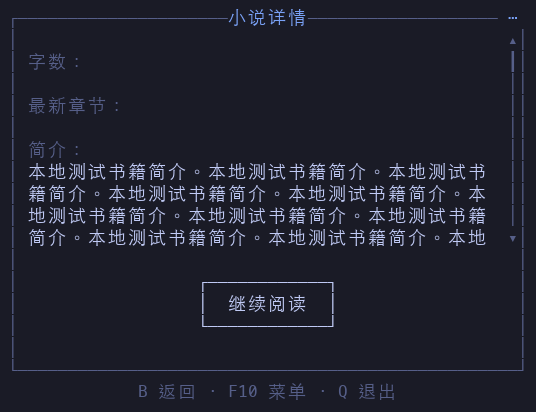 小说详情
字数：
最新章节：
简介：
本地测试书籍简介。本地测试书籍简介。本地测试书
籍简介。本地测试书籍简介。本地测试书籍简介。本
地测试书籍简介。本地测试书籍简介。本地测试书籍
简介。本地测试书籍简介。本地测试书籍简介。本地
继续阅读
B 返回 · F10 菜单 · Q 退出